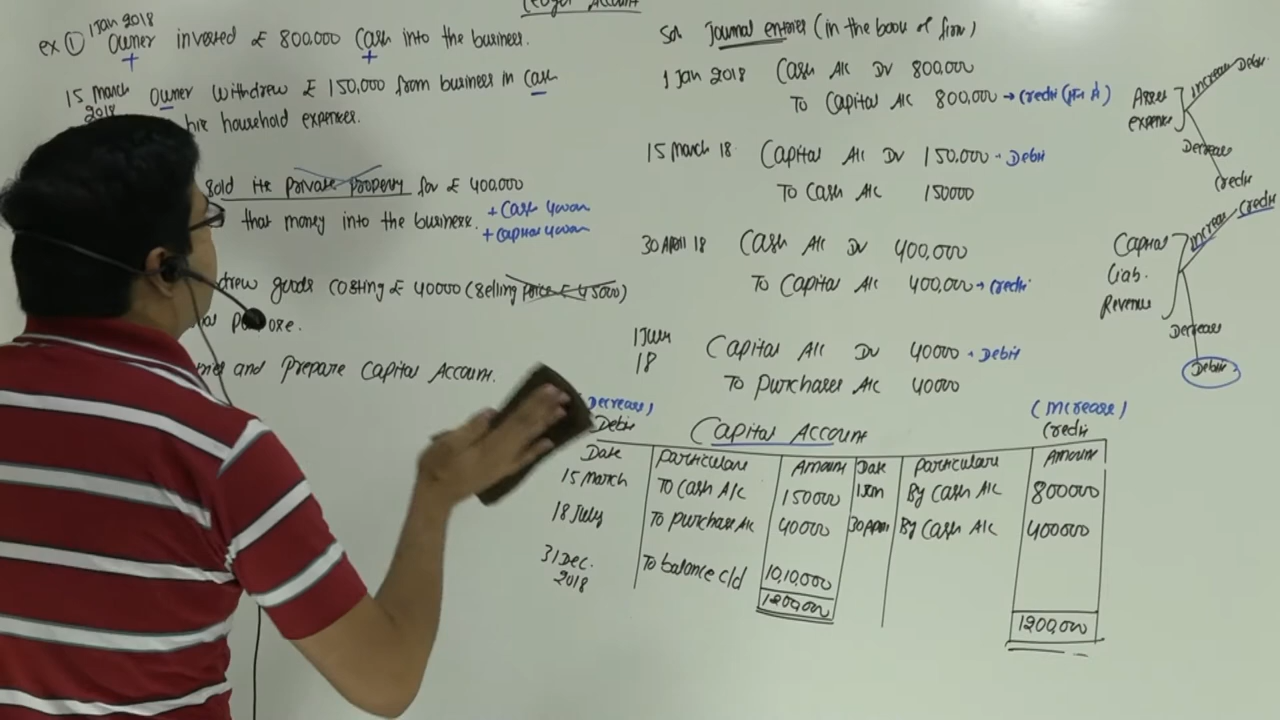 Ledger Account
1 Jan 2018
ex ① Owner invested £ 800,000 Cash into the business.
+ +
15 March 2018 Owner withdrew £ 150,000 from business in cash
his household expenses.
sold its private property for £ 400,000
that money into the business. + Cash
+ capital
drew goods costing £ 40000 (selling price £ 45000)
and Prepare Capital Account.
Sol Journal entries (in the book of firm)
1 Jan 2018 Cash A/c Dr 800,000
To Capital A/c 800,000 → credit
15 March 18 Capital A/c Dr 150,000 - Debit
To Cash A/c 150000
30 April 18 Cash A/c Dr 400,000
To Capital A/c 400,000 → credit
18 Capital A/c Dr 40000 - Debit
To purchases A/c 40000
Asset
expense
Increase Debit
Decrease
Credit
Capital
Liab.
Revenue
Increase Credit
Decrease
Debit
Decrease) (Increase)
Debit Capital Account Credit
Date particulars Amount Date particulars Amount
15 March To Cash A/c 150000 1 Jan By Cash A/c 800000
18 July To purchase A/c 40000 30 April By Cash A/c 400000
31 Dec. 2018 To balance c/d 10,10,000
1200,000 1200,000